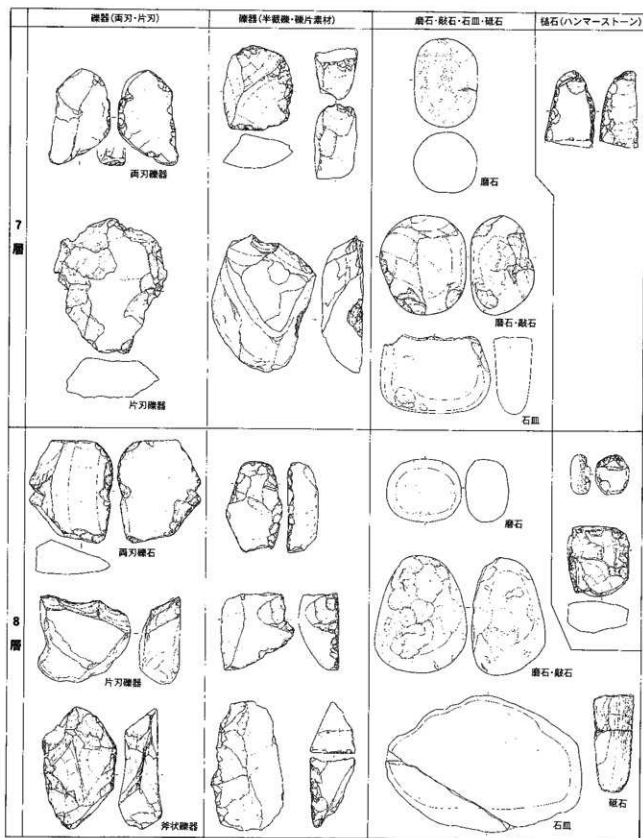 礫器(両刃・片刃)
礫器(半截礫・礫片素材)
磨石・敲石・石皿・砥石
槌石(ハンマーストーン)
7
層
両刃礫器
磨石
磨石・敲石
片刃礫器
石皿
8
層
両刃礫石
磨石
片刃礫器
磨石・敲石
斧状礫器
石皿
砥石